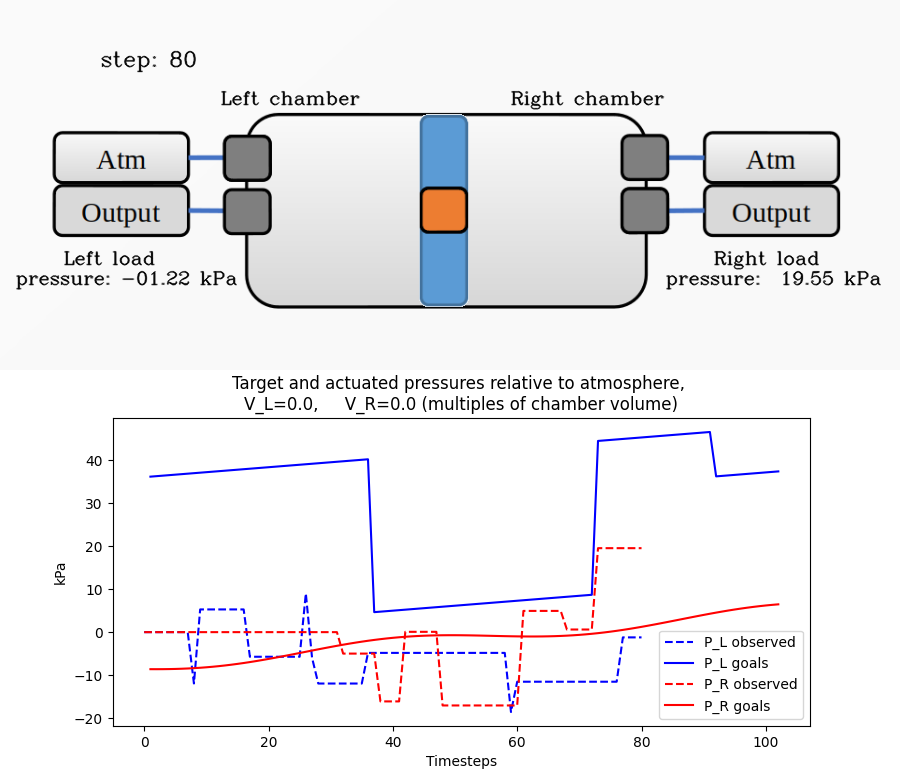 step: 80
Left chamber
Right chamber
Atm
Output
Atm
Output
Left load
pressure: -01.22 kPa
Right load
pressure: 19.55 kPa
Target and actuated pressures relative to atmosphere,
V_L=0.0, V_R=0.0 (multiples of chamber volume)
40
30
20
10
0
−10
−20
kPa
0
20
40
60
80
100
Timesteps
P_L observed
P_L goals
P_R observed
P_R goals